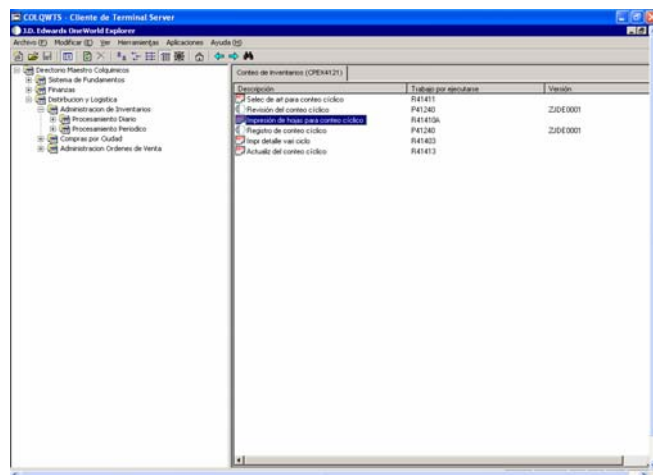 COLQWTS - Cliente de Terminal Server
J.D. Edwards OneWorld Explorer
Archivo (F) Modificar (E) Ver Herramientas Aplicaciones Ayuda (H)
Directorio Maestro Colquimicos
Sistema de Fundamentos
Finanzas
Distribucion y Logistica
Administracion de Inventarios
Procesamiento Diario
Procesamiento Periodico
Compras por Ciudad
Administracion Ordenes de Venta
Conteo de Inventarios (CPEX4121)
Descripción Trabajo por ejecutarse Versión
Selec de art para conteo cíclico R41411
Revisión del conteo cíclico P41240 ZJDE0001
Impresión de hojas para conteo cíclico R41410A
Registro de conteo cíclico P41240 ZJDE0001
Impr detalle vari ciclo R41403
Actualiz del conteo cíclico R41413